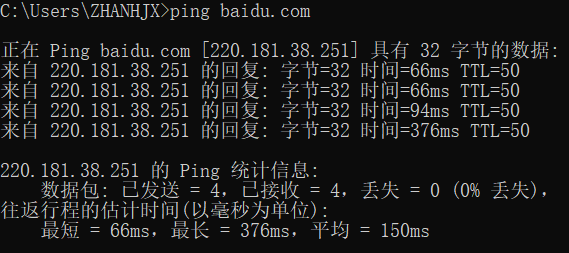 C:\Users\ZHANHJX>ping baidu.com
正在 Ping baidu.com [220.181.38.251] 具有 32 字节的数据:
来自 220.181.38.251 的回复: 字节=32 时间=66ms TTL=50
来自 220.181.38.251 的回复: 字节=32 时间=66ms TTL=50
来自 220.181.38.251 的回复: 字节=32 时间=94ms TTL=50
来自 220.181.38.251 的回复: 字节=32 时间=376ms TTL=50
220.181.38.251 的 Ping 统计信息:
数据包: 已发送 = 4，已接收 = 4，丢失 = 0 (0% 丢失)，
往返行程的估计时间(以毫秒为单位):
最短 = 66ms，最长 = 376ms，平均 = 150ms